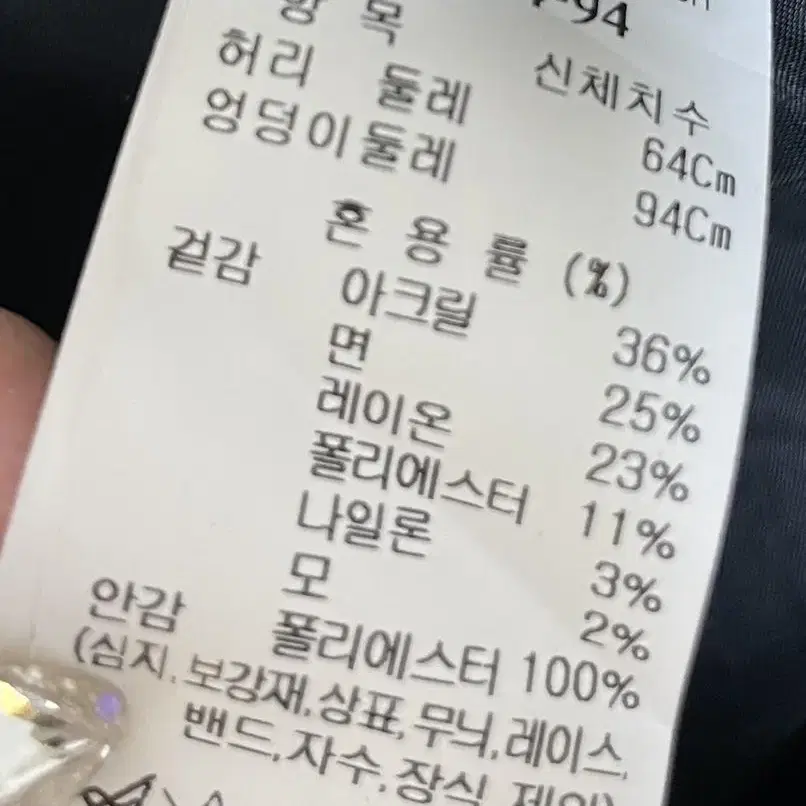 94
항 목 신체치수
허리 둘레 64Cm
엉덩이둘레 94Cm
혼 용 률 (%)
겉감 아크릴 36%
면 25%
레이온 23%
폴리에스터 11%
나일론 3%
모 2%
안감 폴리에스터 100%
(심지.보강재.상표,무늬,레이스,
밴드,자수,장식 제외)